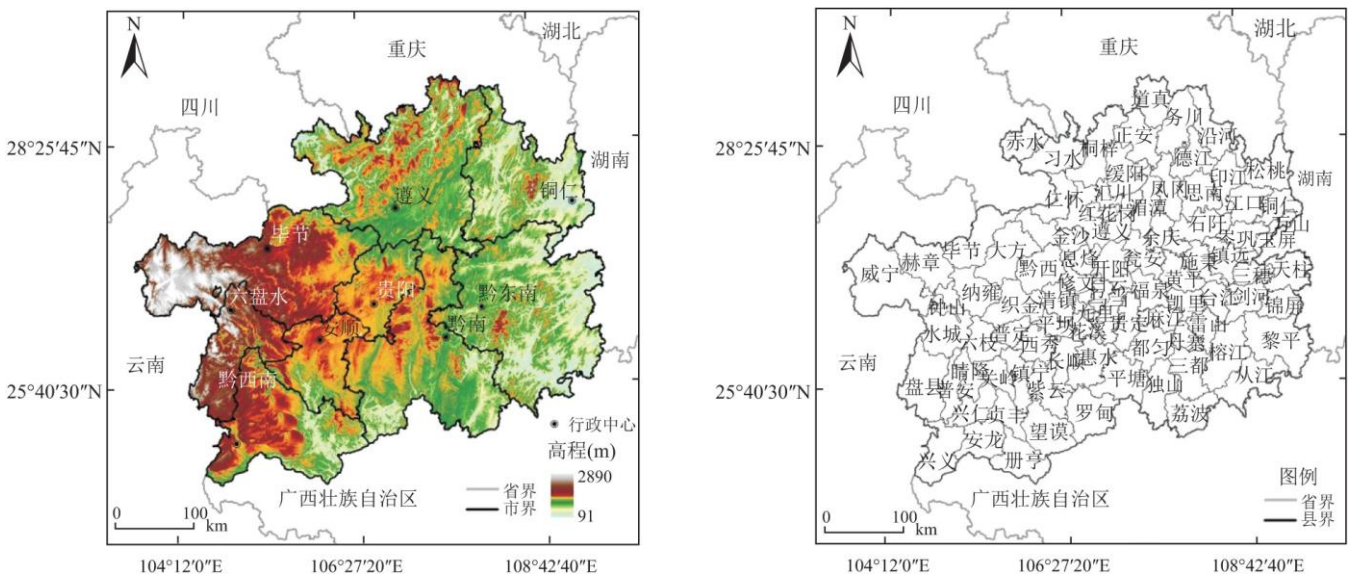 N
湖北
重庆
四川
28°25′45″N
湖南
遵义
铜仁
毕节
六盘水
贵阳
黔东南
安顺
黔南
云南
黔西南
25°40′30″N
行政中心
高程(m)
2890
91
省界
市界
广西壮族自治区
0 100
km
104°12′0″E 106°27′20″E 108°42′40″E
N
湖北
重庆
四川
道真
务川
28°25′45″N
赤水
习水
桐梓
正安
沿河
德江
湖南
绥阳
印江
松桃
仁怀
汇川
凤冈
思南
红花岗
湄潭
江口
铜仁
万山
遵义
石阡
金沙
余庆
岑巩
玉屏
毕节
大方
黔西
息烽
开阳
瓮安
施秉
镇远
三穗
天柱
威宁
赫章
纳雍
织金
修文
清镇
福泉
黄平
凯里
台江
剑河
锦屏
钟山
水城
六枝
普定
平坝
西秀
花溪
贵定
麻江
雷山
丹寨
都匀
榕江
黎平
云南
晴隆
关岭
镇宁
长顺
惠水
平塘
三都
独山
从江
25°40′30″N
盘县
普安
紫云
兴仁
贞丰
望谟
罗甸
荔波
安龙
兴义
册亨
广西壮族自治区
图例
省界
县界
0 100
km
104°12′0″E 106°27′20″E 108°42′40″E